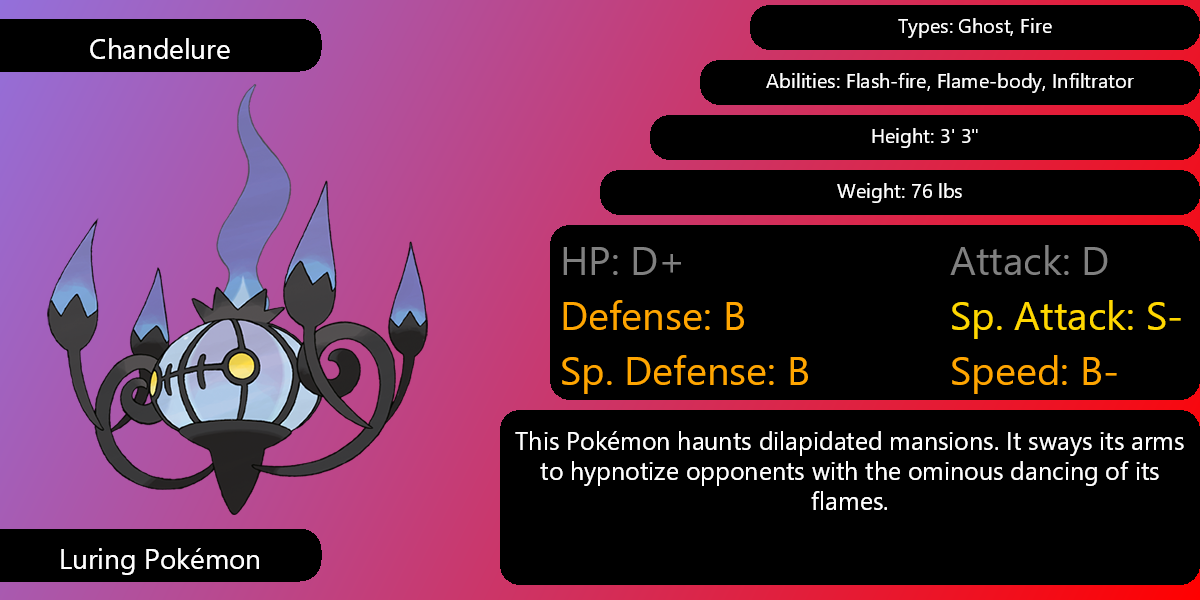 Chandelure
Types: Ghost, Fire
Abilities: Flash-fire, Flame-body, Infiltrator
Height: 3' 3"
Weight: 76 lbs
HP: D+
Attack: D
Defense: B
Sp. Attack: S-
Sp. Defense: B
Speed: B-
This Pokémon haunts dilapidated mansions. It sways its arms
to hypnotize opponents with the ominous dancing of its
flames.
Luring Pokémon